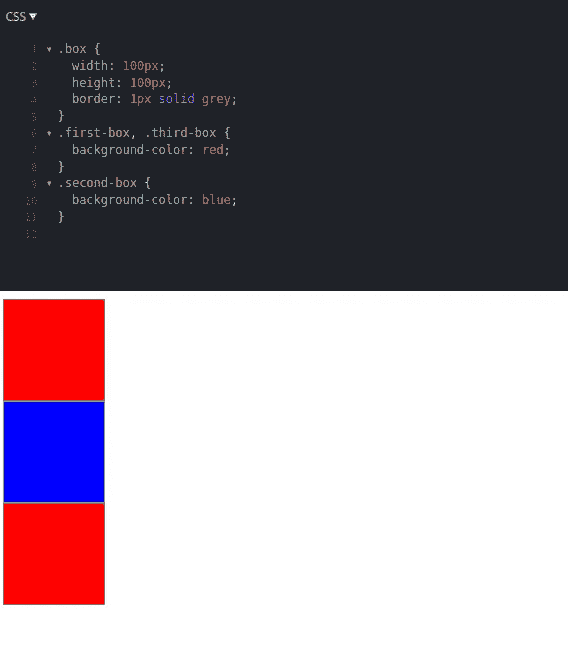 CSS
1 .box {
2 width: 100px;
3 height: 100px;
4 border: 1px solid grey;
5 }
6 .first-box, .third-box {
7 background-color: red;
8 }
9 .second-box {
10 background-color: blue;
11 }
12